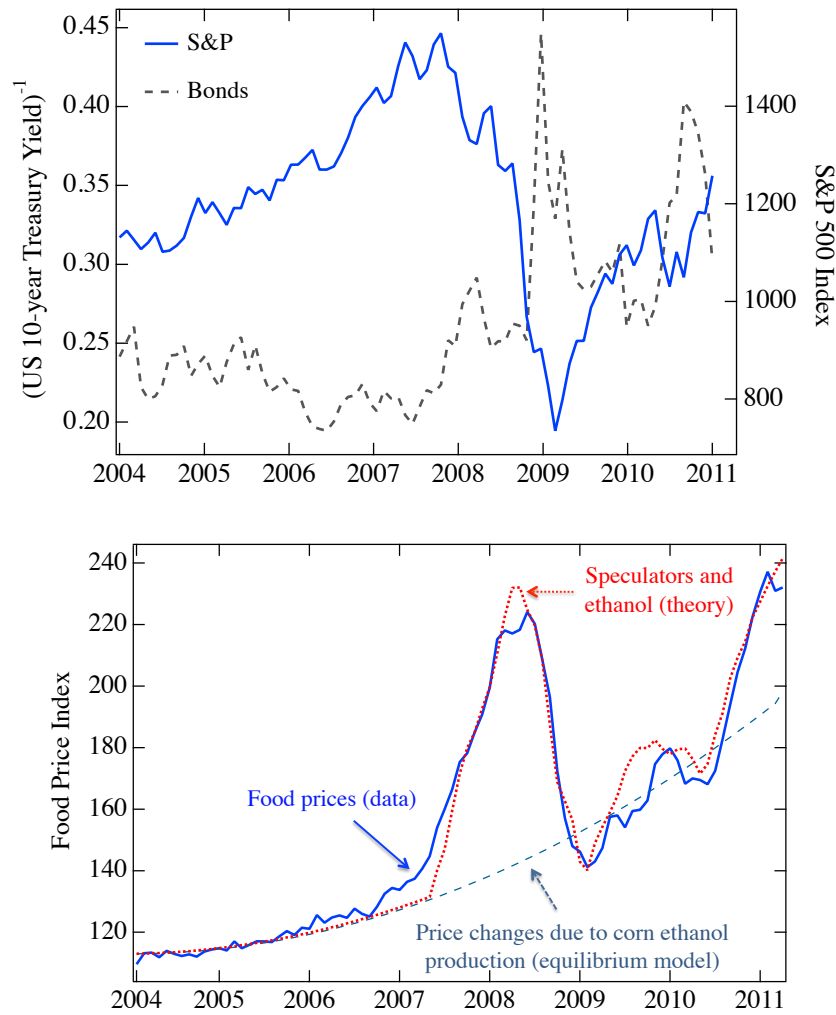 0.45
0.40
0.35
0.30
0.25
0.20
(US 10-year Treasury Yield)-1
S&P
Bonds
1400
1200
1000
800
S&P 500 Index
2004 2005 2006 2007 2008 2009 2010 2011
240
220
200
180
160
140
120
Food Price Index
Speculators and
ethanol (theory)
Food prices (data)
Price changes due to corn ethanol
production (equilibrium model)
2004 2005 2006 2007 2008 2009 2010 2011